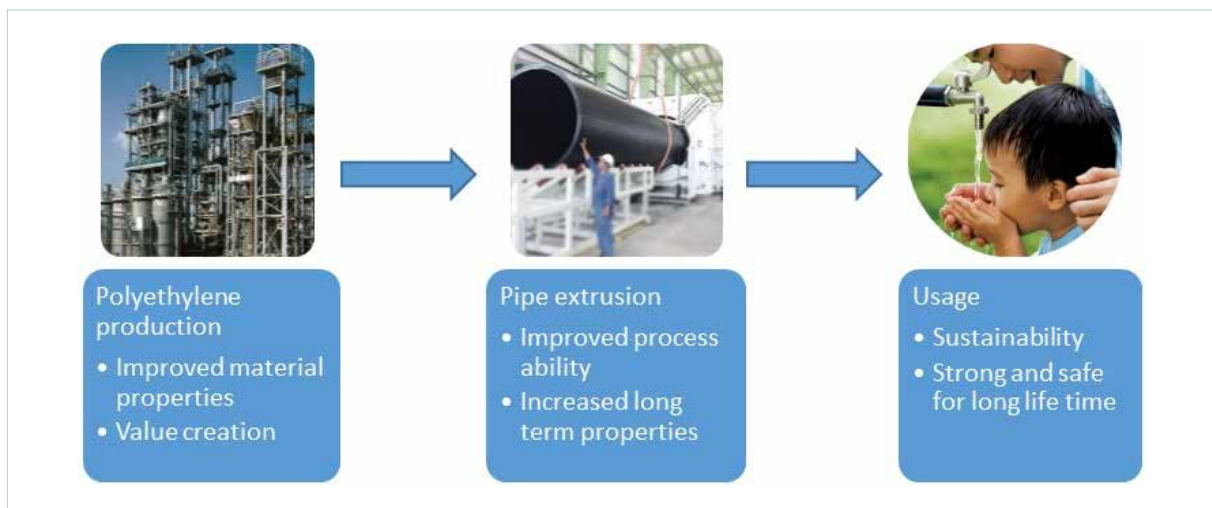 Polyethylene
production
• Improved material
properties
• Value creation
Pipe extrusion
• Improved process
ability
• Increased long
term properties
Usage
• Sustainability
• Strong and safe
for long life time